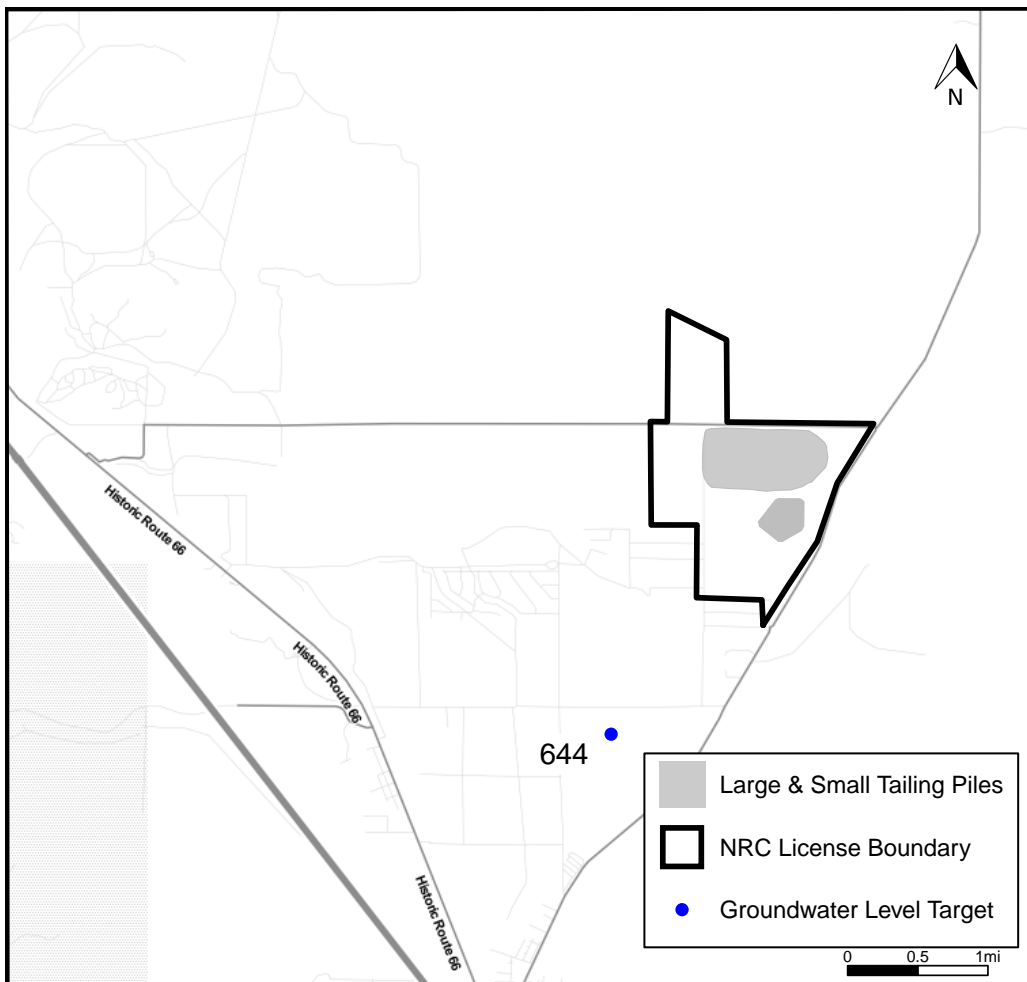 N
Historic Route 66
Historic Route 66
644
Large & Small Tailing Piles
NRC License Boundary
Historic Route 66
Groundwater Level Target
0 0.5 1mi